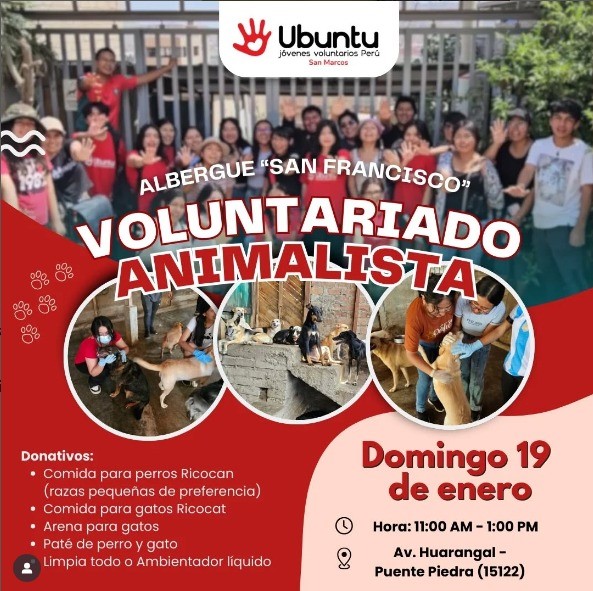 Ubuntu
jóvenes voluntarios Perú
San Marcos
ALBERGUE “SAN FRANCISCO”
VOLUNTARIADO
ANIMALISTA
Donativos:
• Comida para perros Ricocan
(razas pequeñas de preferencia)
• Comida para gatos Ricocat
• Arena para gatos
• Paté de perro y gato
Limpia todo o Ambientador líquido
Domingo 19
de enero
Hora: 11:00 AM - 1:00 PM
Av. Huarangal -
Puente Piedra (15122)